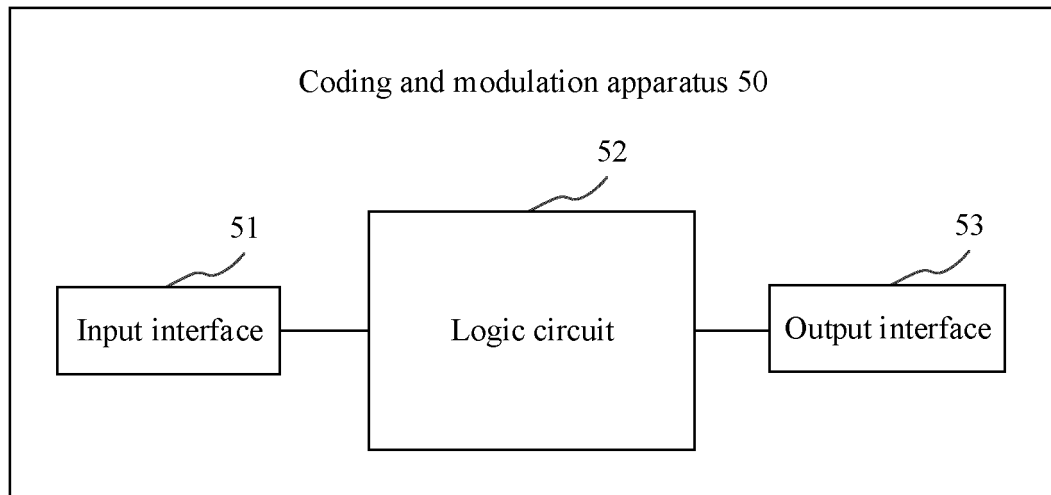 Coding and modulation apparatus 50
52
51
53
Input interface
Logic circuit
Output interface